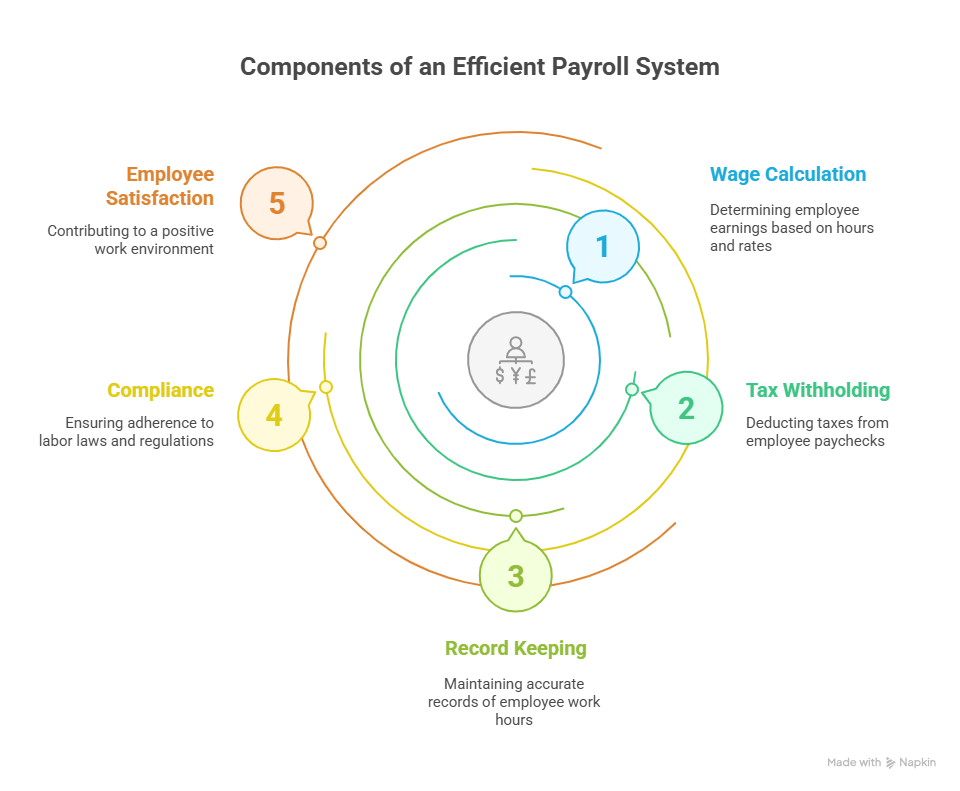 Components of an Efficient Payroll System
1
Wage Calculation
Determining employee
earnings based on hours
and rates
2
Tax Withholding
Deducting taxes from
employee paychecks
3
Record Keeping
Maintaining accurate
records of employee work
hours
4
Compliance
Ensuring adherence to
labor laws and regulations
5
Employee
Satisfaction
Contributing to a positive
work environment
$ ¥ £
Made with Napkin